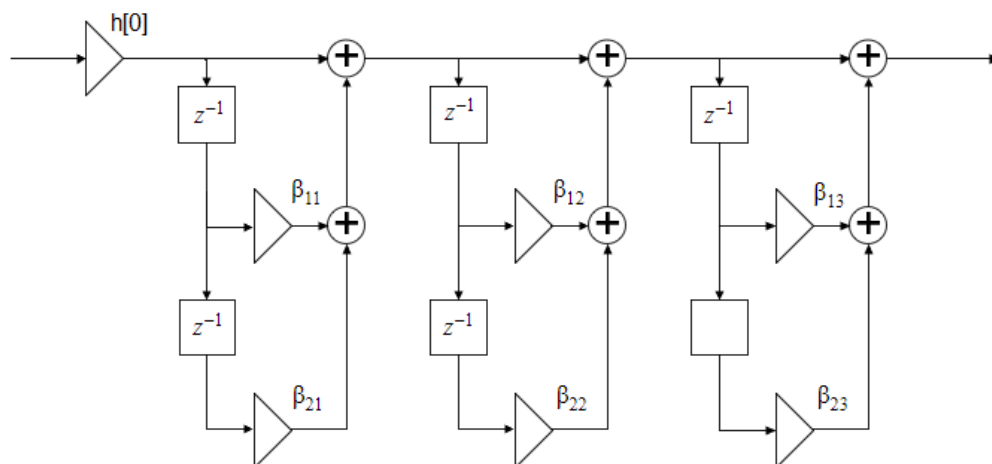 h[0]
+ + +
z⁻¹ z⁻¹ z⁻¹
β₁₁ β₁₂ β₁₃
+ + +
z⁻¹ z⁻¹
β₂₁ β₂₂ β₂₃